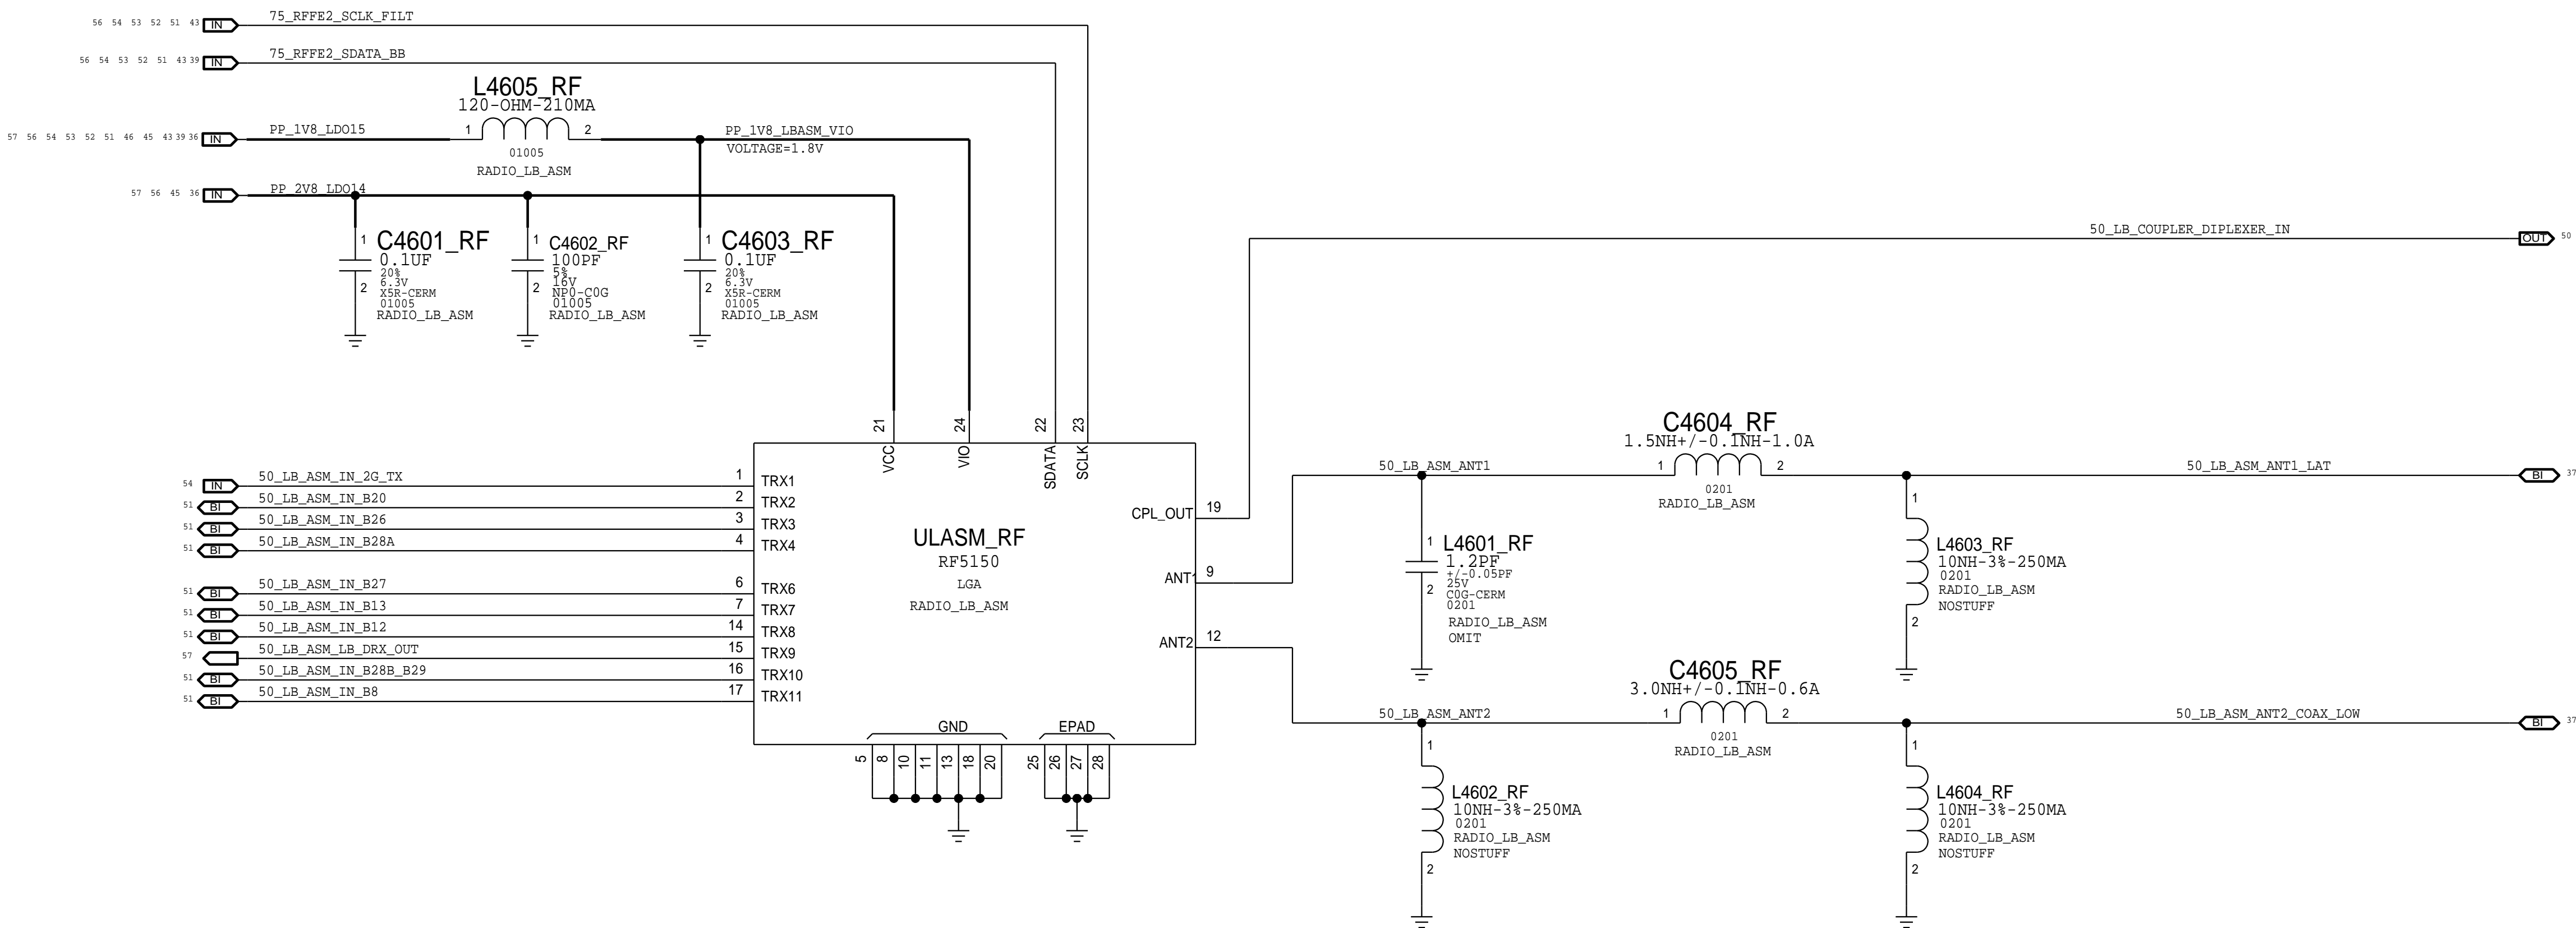 56 54 53 52 51 43 IN 75_RFFE2_SCLK_FILT
56 54 53 52 51 43 39 IN 75_RFFE2_SDATA_BB
L4605_RF
120-OHM-210MA
57 56 54 53 52 51 46 45 43 39 36 IN PP_1V8_LDO15 1 2 PP_1V8_LBASM_VIO
VOLTAGE=1.8V
01005
RADIO_LB_ASM
57 56 45 36 IN PP_2V8_LDO14
1 C4601_RF
0.1UF
20%
6.3V
2 X5R-CERM
01005
RADIO_LB_ASM
1 C4602_RF
100PF
5%
16V
2 NP0-C0G
01005
RADIO_LB_ASM
1 C4603_RF
0.1UF
20%
6.3V
2 X5R-CERM
01005
RADIO_LB_ASM
50_LB_COUPLER_DIPLEXER_IN OUT 50
21 24 22 23
VCC VIO SDATA SCLK
54 IN 50_LB_ASM_IN_2G_TX 1 TRX1
51 BI 50_LB_ASM_IN_B20 2 TRX2
51 BI 50_LB_ASM_IN_B26 3 TRX3
51 BI 50_LB_ASM_IN_B28A 4 TRX4
51 BI 50_LB_ASM_IN_B27 6 TRX6
51 BI 50_LB_ASM_IN_B13 7 TRX7
51 BI 50_LB_ASM_IN_B12 14 TRX8
57 50_LB_ASM_LB_DRX_OUT 15 TRX9
51 BI 50_LB_ASM_IN_B28B_B29 16 TRX10
51 BI 50_LB_ASM_IN_B8 17 TRX11
ULASM_RF
RF5150
LGA
RADIO_LB_ASM
CPL_OUT 19
ANT1 9
ANT2 12
GND EPAD
5 8 10 11 13 18 20 25 26 27 28
C4604_RF
1.5NH+/-0.1NH-1.0A
50_LB_ASM_ANT1 1 2 50_LB_ASM_ANT1_LAT BI 37
0201
RADIO_LB_ASM
1 L4601_RF
1.2PF
+/-0.05PF
25V
2 C0G-CERM
0201
RADIO_LB_ASM
OMIT
1
L4603_RF
10NH-3%-250MA
0201
RADIO_LB_ASM
NOSTUFF
2
C4605_RF
3.0NH+/-0.1NH-0.6A
50_LB_ASM_ANT2 1 2 50_LB_ASM_ANT2_COAX_LOW BI 37
0201
RADIO_LB_ASM
1
L4602_RF
10NH-3%-250MA
0201
RADIO_LB_ASM
NOSTUFF
2
1
L4604_RF
10NH-3%-250MA
0201
RADIO_LB_ASM
NOSTUFF
2